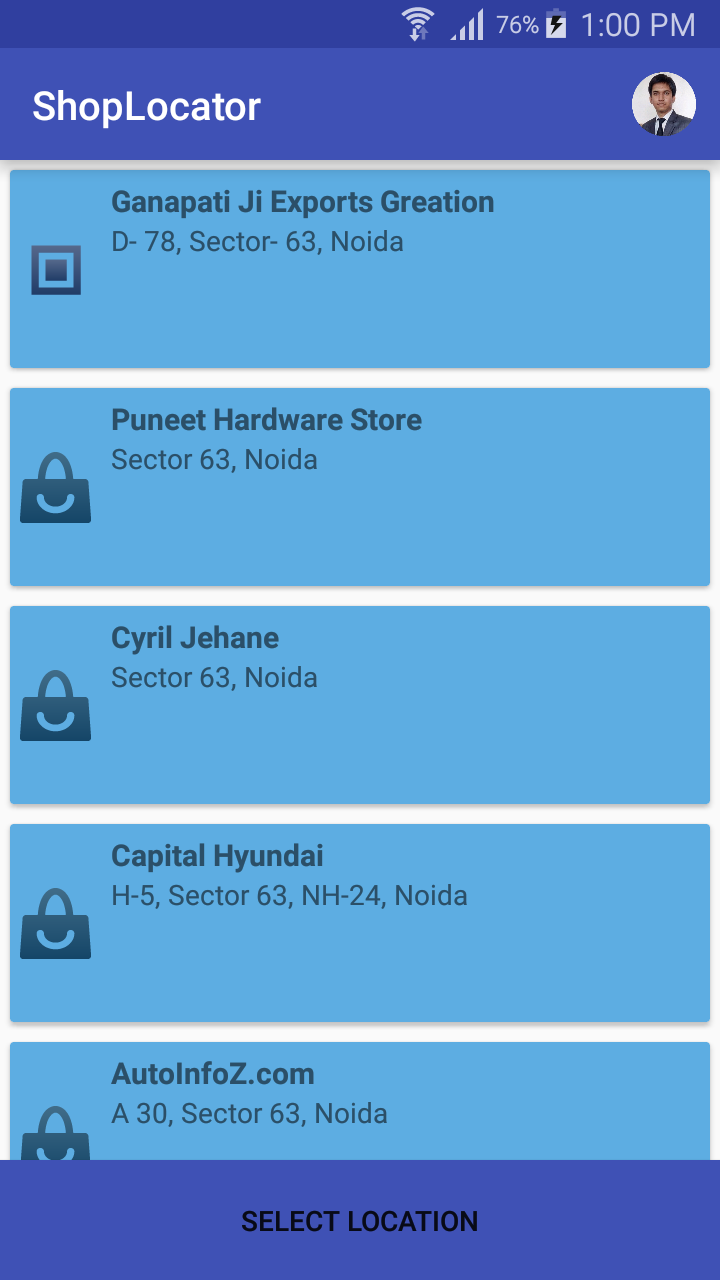 76%
1:00 PM
ShopLocator
Ganapati Ji Exports Greation
D- 78, Sector- 63, Noida
Puneet Hardware Store
Sector 63, Noida
Cyril Jehane
Sector 63, Noida
Capital Hyundai
H-5, Sector 63, NH-24, Noida
AutoInfoZ.com
A 30, Sector 63, Noida
SELECT LOCATION